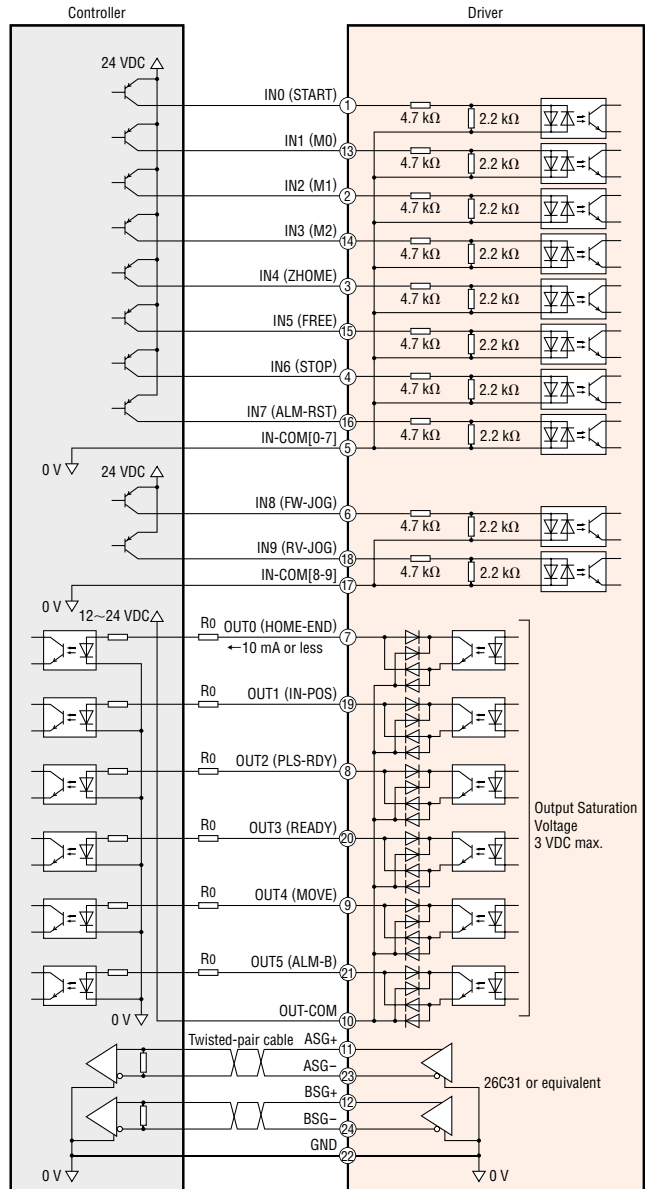 Controller
Driver
24 VDC
IN0 (START)
1
4.7 kΩ
2.2 kΩ
IN1 (M0)
13
4.7 kΩ
2.2 kΩ
IN2 (M1)
2
4.7 kΩ
2.2 kΩ
IN3 (M2)
14
4.7 kΩ
2.2 kΩ
IN4 (ZHOME)
3
4.7 kΩ
2.2 kΩ
IN5 (FREE)
15
4.7 kΩ
2.2 kΩ
IN6 (STOP)
4
4.7 kΩ
2.2 kΩ
IN7 (ALM-RST)
16
4.7 kΩ
2.2 kΩ
IN-COM[0-7]
5
0 V
24 VDC
IN8 (FW-JOG)
6
4.7 kΩ
2.2 kΩ
IN9 (RV-JOG)
18
4.7 kΩ
2.2 kΩ
IN-COM[8-9]
17
0 V
12~24 VDC
R0
OUT0 (HOME-END)
7
←10 mA or less
R0
OUT1 (IN-POS)
19
R0
OUT2 (PLS-RDY)
8
Output Saturation
Voltage
3 VDC max.
R0
OUT3 (READY)
20
R0
OUT4 (MOVE)
9
R0
OUT5 (ALM-B)
21
OUT-COM
10
0 V
Twisted-pair cable
ASG+
11
ASG−
23
26C31 or equivalent
BSG+
12
BSG−
24
GND
22
0 V
0 V